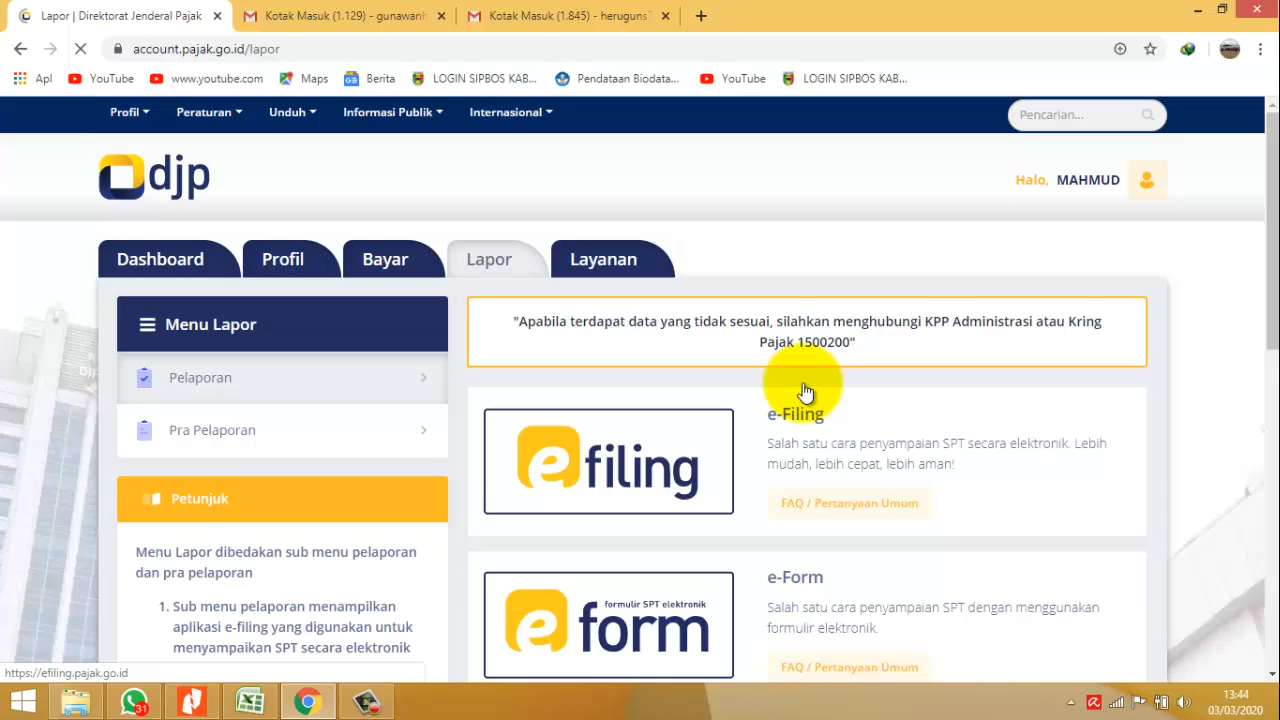 Lapor | Direktorat Jenderal Pajak
Kotak Masuk (1.129) - gunawanh
Kotak Masuk (1.845) - heruguns
account.pajak.go.id/lapor
Apl
YouTube
www.youtube.com
Maps
Berita
LOGIN SIPBOS KAB...
Pendataan Biodata...
YouTube
LOGIN SIPBOS KAB...
Profil
Peraturan
Unduh
Informasi Publik
Internasional
Pencarian...
djp
Halo, MAHMUD
Dashboard
Profil
Bayar
Lapor
Layanan
Menu Lapor
Pelaporan
Pra Pelaporan
Petunjuk
Menu Lapor dibedakan sub menu pelaporan
dan pra pelaporan
1. Sub menu pelaporan menampilkan
aplikasi e-filing yang digunakan untuk
menyampaikan SPT secara elektronik
"Apabila terdapat data yang tidak sesuai, silahkan menghubungi KPP Administrasi atau Kring
Pajak 1500200"
efiling
e-Filing
Salah satu cara penyampaian SPT secara elektronik. Lebih
mudah, lebih cepat, lebih aman!
FAQ / Pertanyaan Umum
formulir SPT elektronik
eform
e-Form
Salah satu cara penyampaian SPT dengan menggunakan
formulir elektronik.
FAQ / Pertanyaan Umum
https://efiling.pajak.go.id
31
13:44
03/03/2020